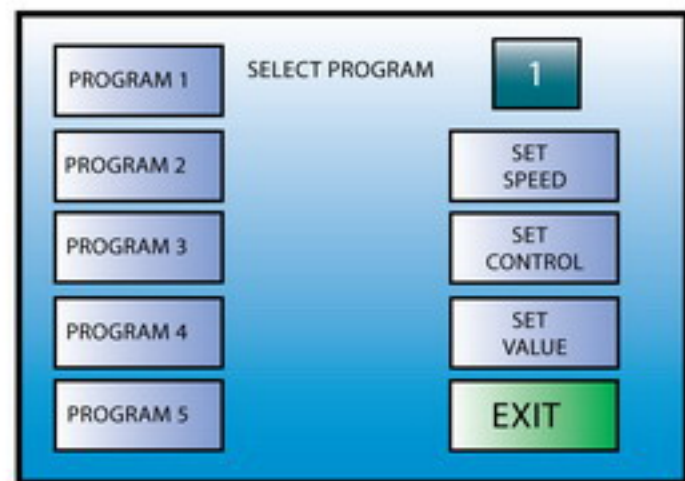 PROGRAM 1
SELECT PROGRAM
1
PROGRAM 2
SET
SPEED
PROGRAM 3
SET
CONTROL
PROGRAM 4
SET
VALUE
PROGRAM 5
EXIT